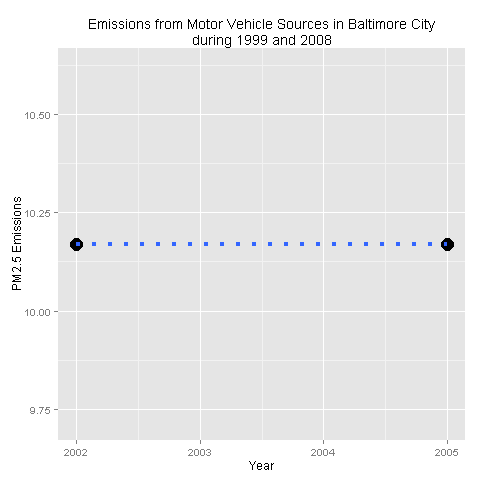 Emissions from Motor Vehicle Sources in Baltimore City
during 1999 and 2008
10.50
10.25
10.00
9.75
PM2.5 Emissions
2002 2003 2004 2005
Year